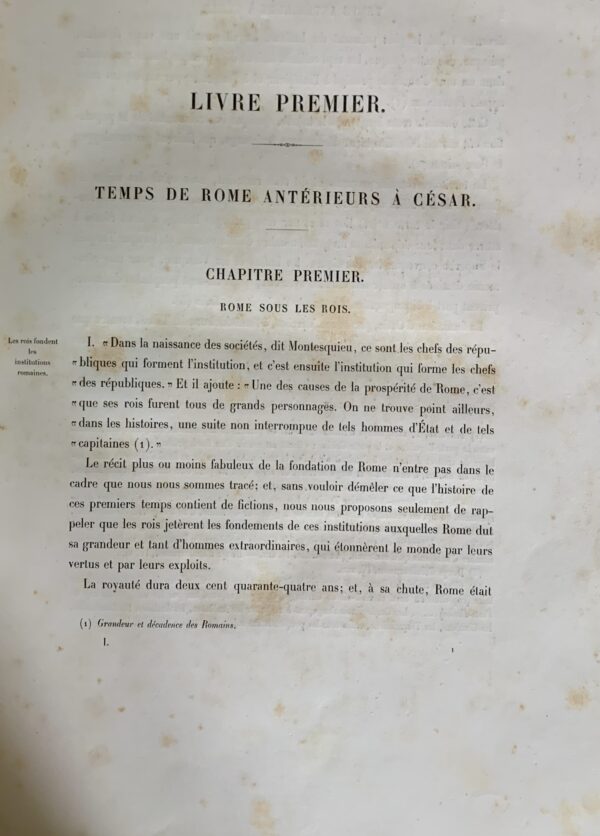 LIVRE PREMIER.
TEMPS DE ROME ANTÉRIEURS À CÉSAR.
CHAPITRE PREMIER.
ROME SOUS LES ROIS.
Les rois fondent
les
institutions
romaines.
I. « Dans la naissance des sociétés, dit Montesquieu, ce sont les chefs des répu-
« bliques qui forment l'institution, et c'est ensuite l'institution qui forme les chefs
« des républiques. » Et il ajoute : « Une des causes de la prospérité de Rome, c'est
« que ses rois furent tous de grands personnages. On ne trouve point ailleurs,
« dans les histoires, une suite non interrompue de tels hommes d'État et de tels
« capitaines (1). »
Le récit plus ou moins fabuleux de la fondation de Rome n'entre pas dans le
cadre que nous nous sommes tracé; et, sans vouloir démêler ce que l'histoire de
ces premiers temps contient de fictions, nous nous proposons seulement de rap-
peler que les rois jetèrent les fondements de ces institutions auxquelles Rome dut
sa grandeur et tant d'hommes extraordinaires, qui étonnèrent le monde par leurs
vertus et par leurs exploits.
La royauté dura deux cent quarante-quatre ans; et, à sa chute, Rome était
(1) Grandeur et décadence des Romains.
I.
1